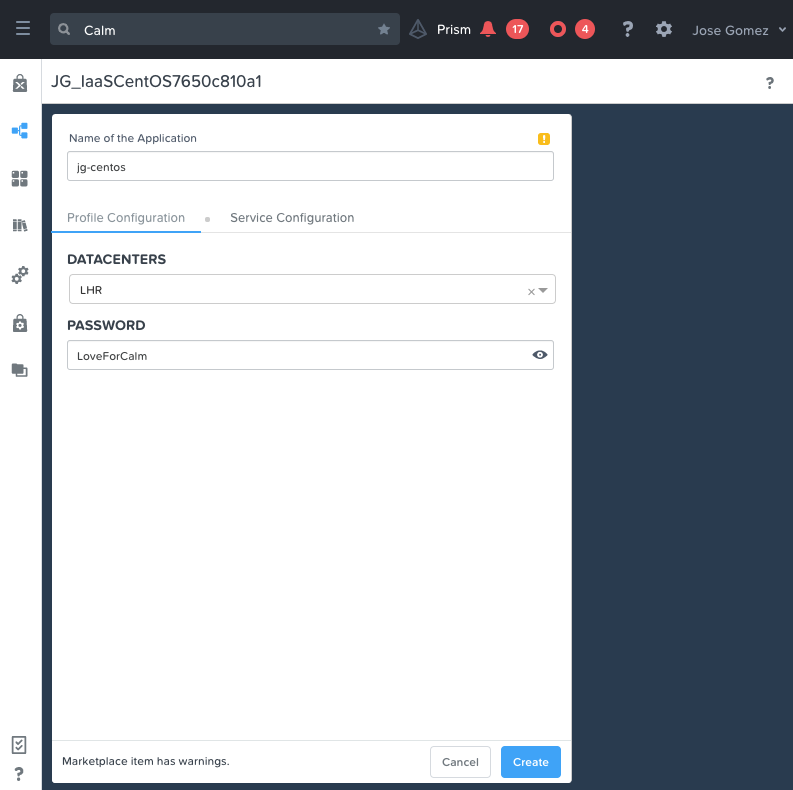 Calm
Prism
17
4
?
Jose Gomez
JG_IaaSCentOS7650c810a1
?
Name of the Application
jg-centos
Profile Configuration
Service Configuration
DATACENTERS
LHR
PASSWORD
LoveForCalm
Marketplace item has warnings.
Cancel
Create
?